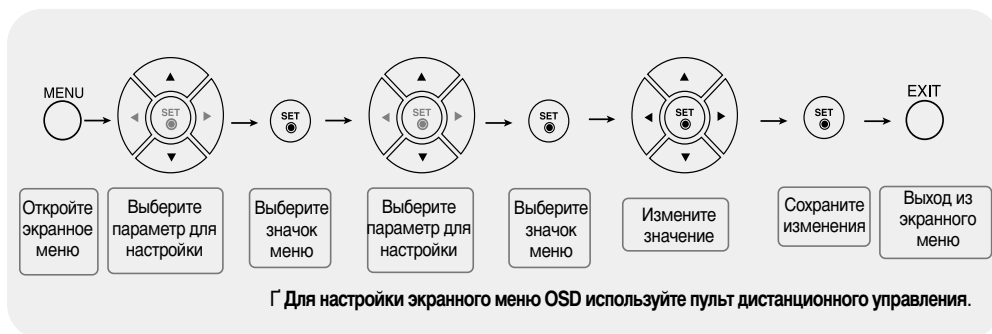 MENU
SET
SET
SET
SET
SET
SET
EXIT
Откройте
экранное
меню
Выберите
параметр для
настройки
Выберите
значок
меню
Выберите
параметр для
настройки
Выберите
значок
меню
Измените
значение
Сохраните
изменения
Выход из
экранного
меню
Ґ Для настройки экранного меню OSD используйте пульт дистанционного управления.